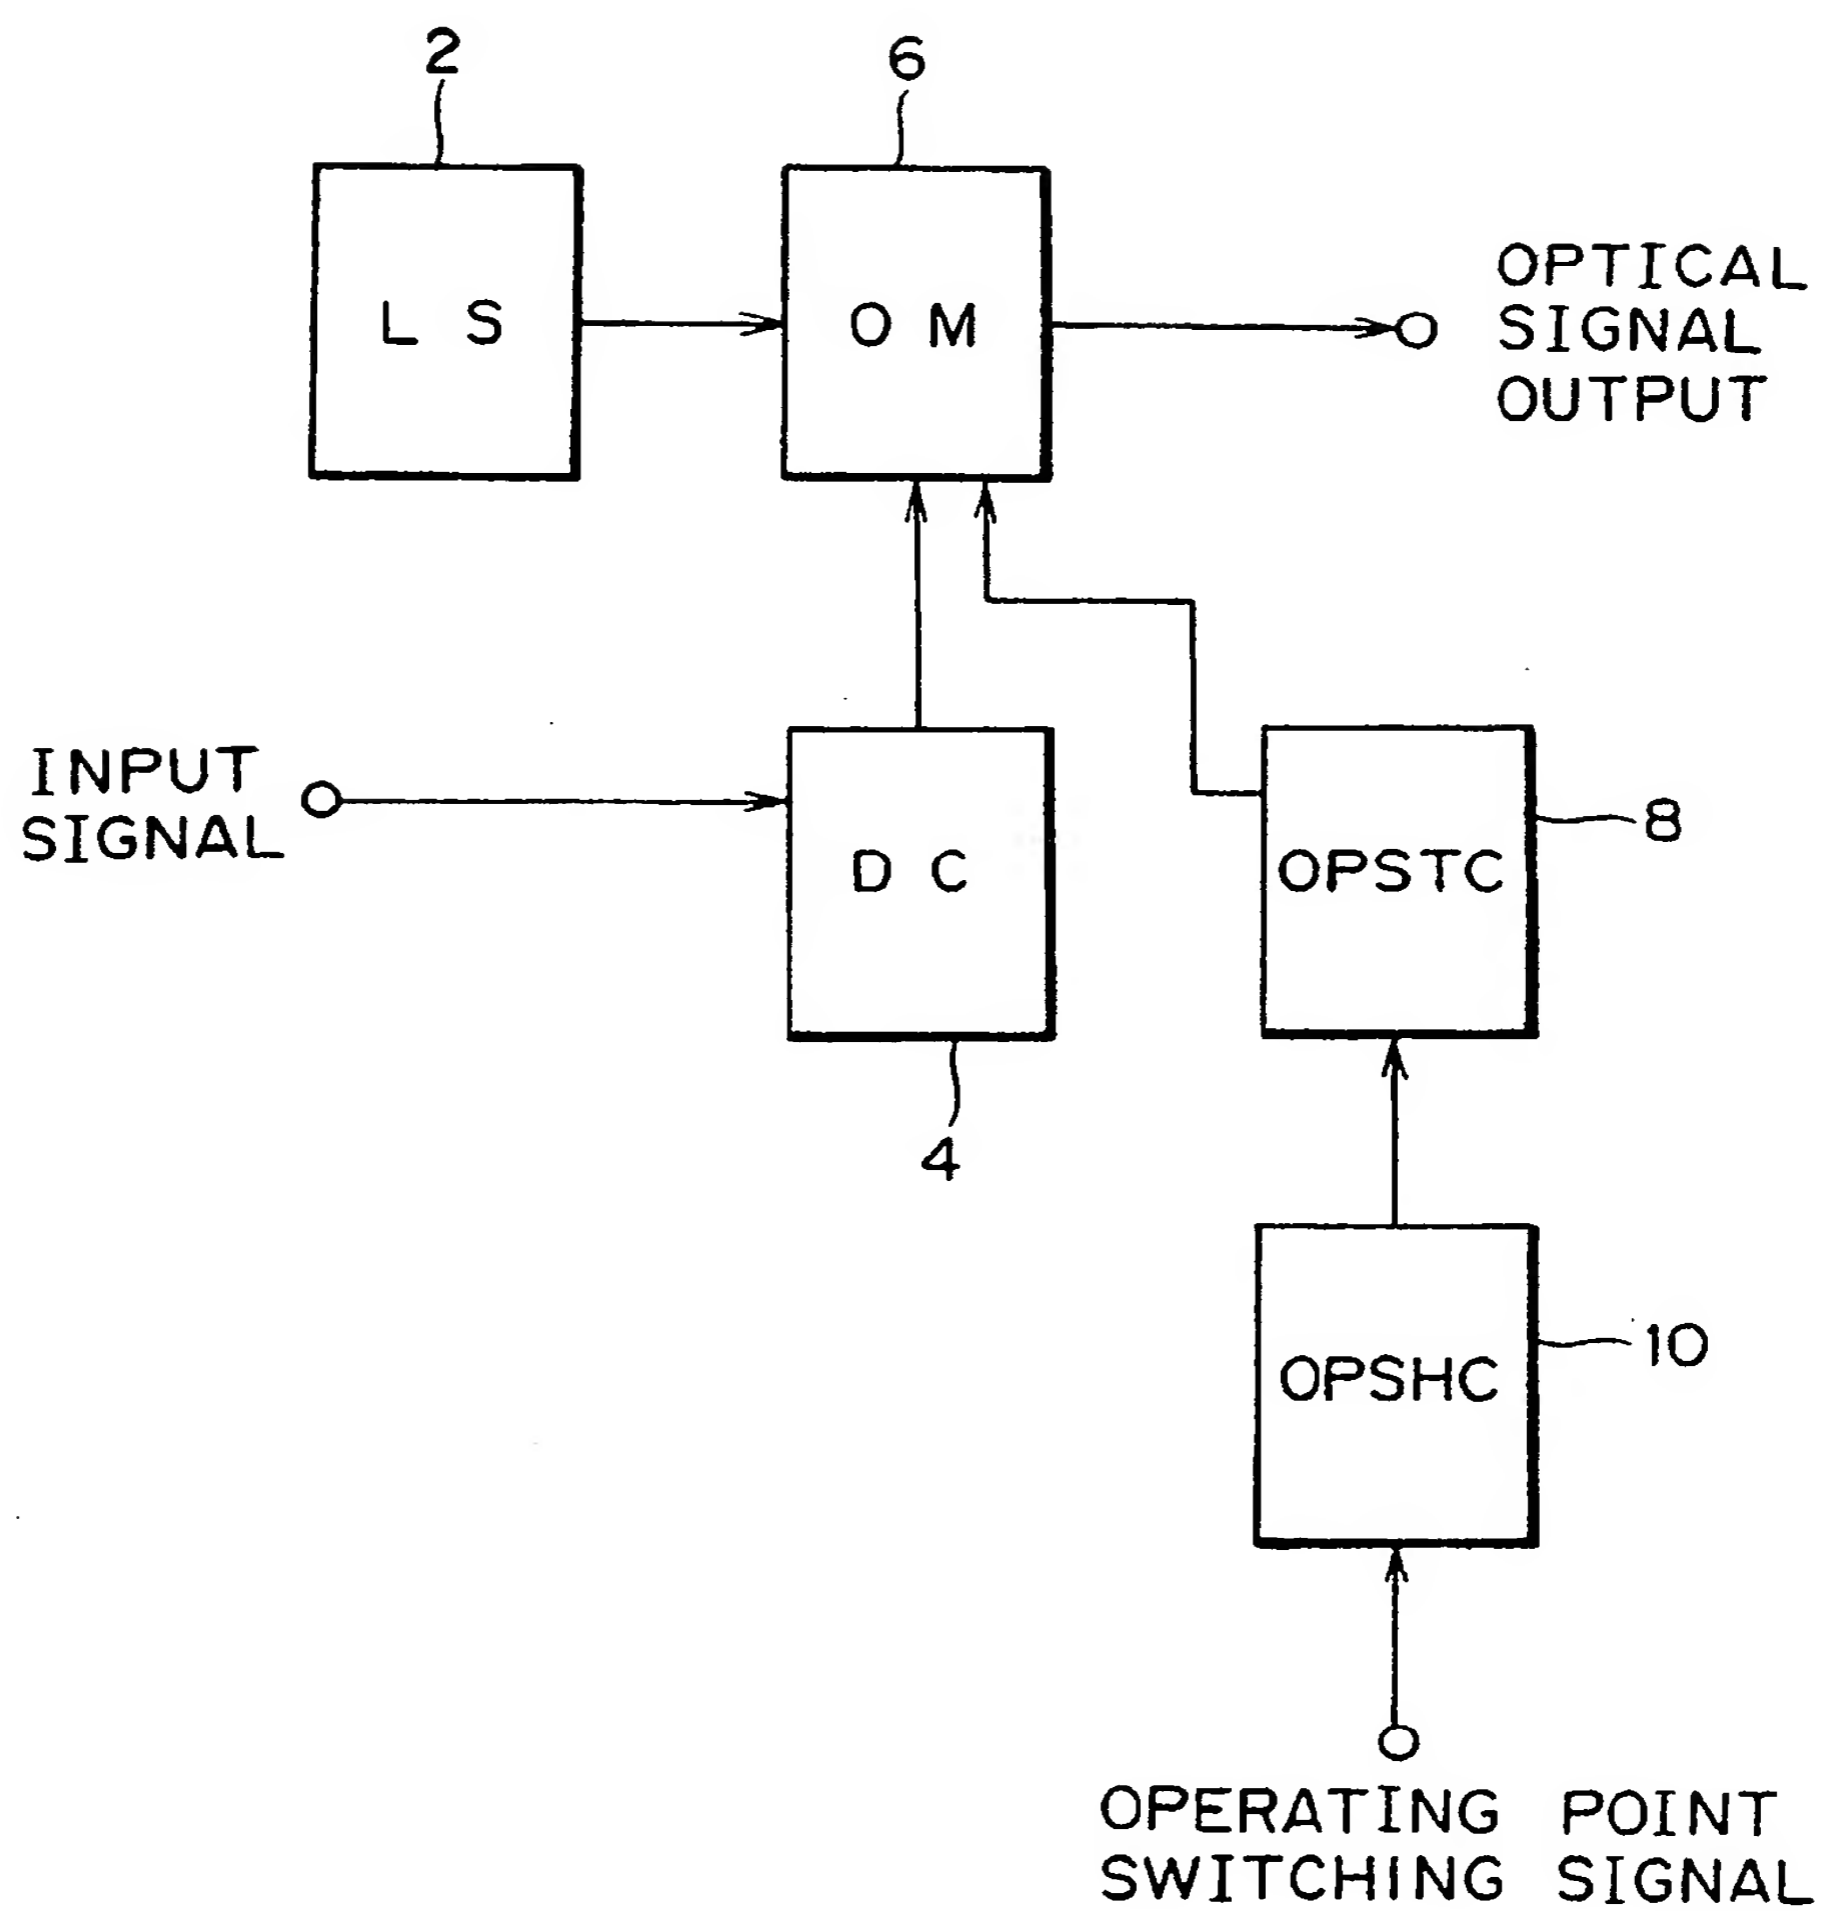 2
6
L S
O M
OPTICAL
SIGNAL
OUTPUT
INPUT
SIGNAL
D C
OPSTC
8
4
OPSHC
10
OPERATING POINT
SWITCHING SIGNAL